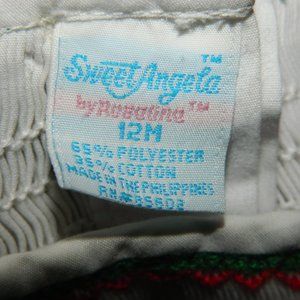 Sweet Angela™
by Rosalina™
12M
65% POLYESTER
35% COTTON
MADE IN THE PHILIPPINES